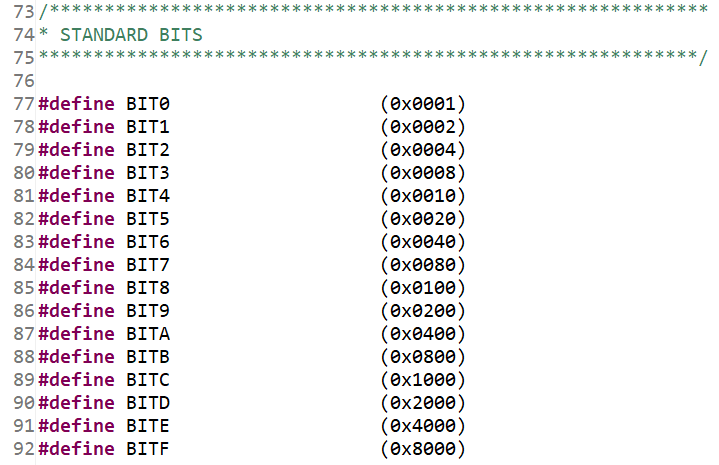 73 /************************************************************
74 * STANDARD BITS
75 ************************************************************/
76
77 #define BIT0 (0x0001)
78 #define BIT1 (0x0002)
79 #define BIT2 (0x0004)
80 #define BIT3 (0x0008)
81 #define BIT4 (0x0010)
82 #define BIT5 (0x0020)
83 #define BIT6 (0x0040)
84 #define BIT7 (0x0080)
85 #define BIT8 (0x0100)
86 #define BIT9 (0x0200)
87 #define BITA (0x0400)
88 #define BITB (0x0800)
89 #define BITC (0x1000)
90 #define BITD (0x2000)
91 #define BITE (0x4000)
92 #define BITF (0x8000)